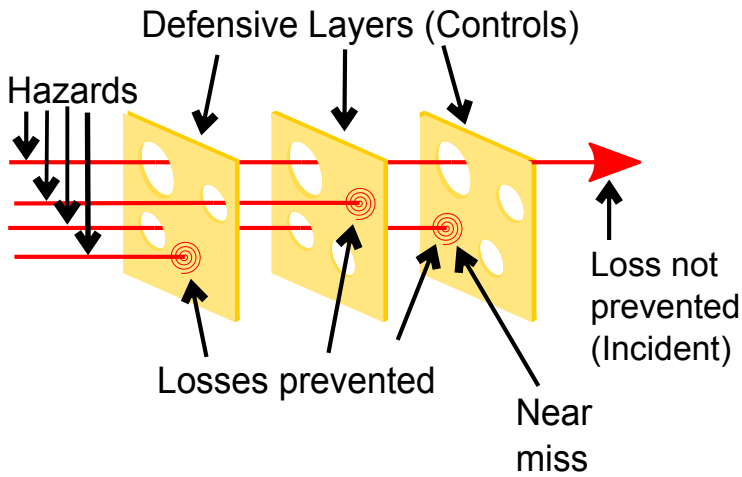 Defensive Layers (Controls)
Hazards
Loss not
prevented
(Incident)
Losses prevented
Near
miss